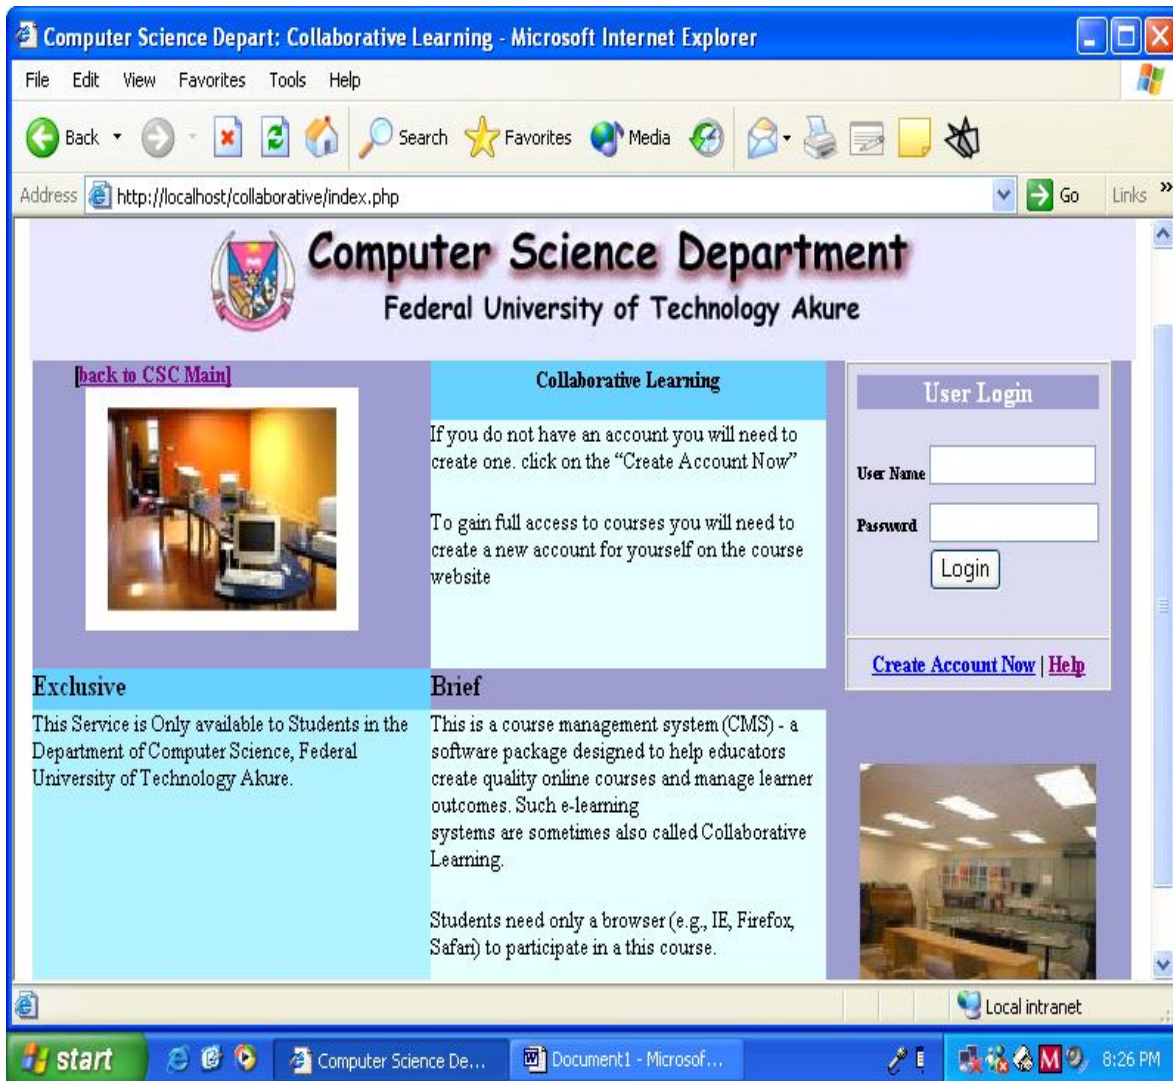 Computer Science Depart: Collaborative Learning - Microsoft Internet Explorer
File Edit View Favorites Tools Help
Back Search Favorites Media
Address http://localhost/collaborative/index.php Go Links »
Computer Science Department
Federal University of Technology Akure
[back to CSC Main]
Collaborative Learning
If you do not have an account you will need to
create one. click on the “Create Account Now”
To gain full access to courses you will need to
create a new account for yourself on the course
website
User Login
User Name
Password
Login
Create Account Now | Help
Exclusive
This Service is Only available to Students in the
Department of Computer Science, Federal
University of Technology Akure.
Brief
This is a course management system (CMS) - a
software package designed to help educators
create quality online courses and manage learner
outcomes. Such e-learning
systems are sometimes also called Collaborative
Learning.
Students need only a browser (e.g., IE, Firefox,
Safari) to participate in a this course.
Local intranet
start Computer Science De... Document1 - Microsof... M 8:26 PM